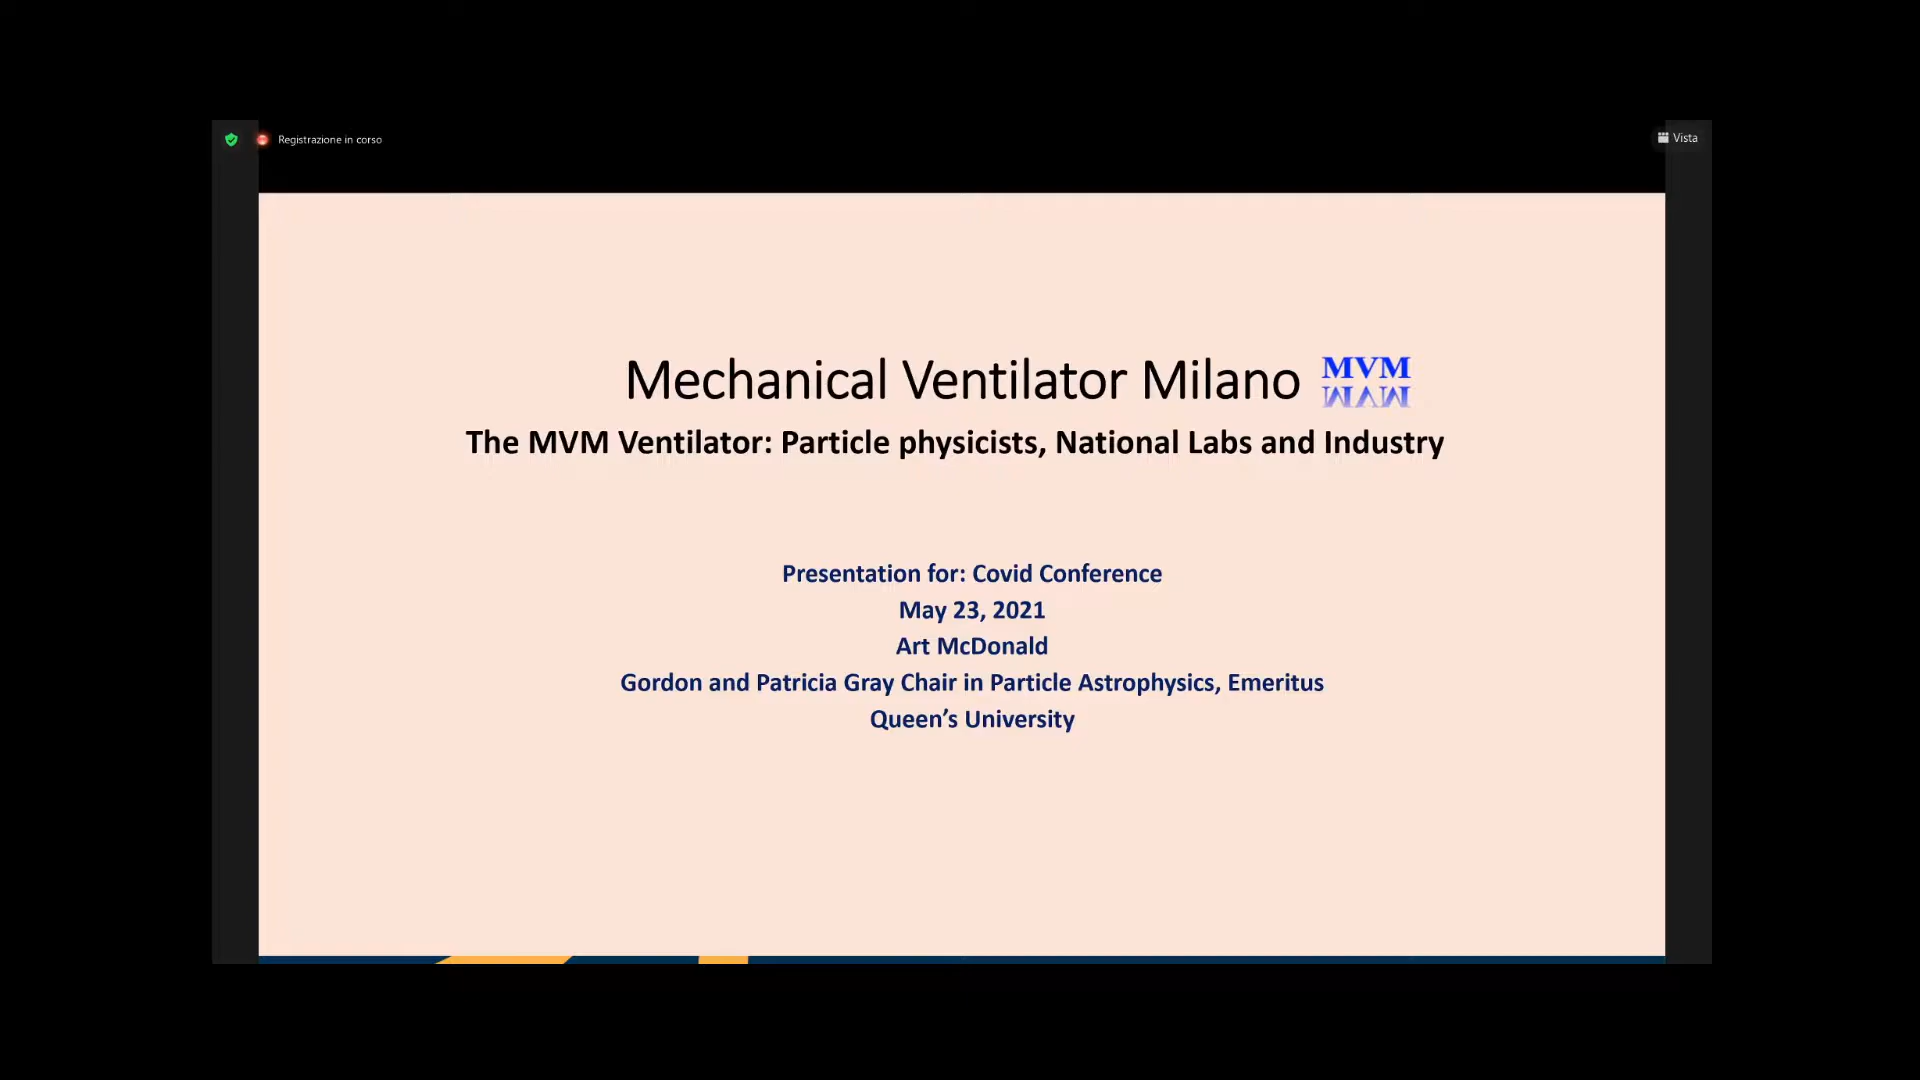 Registrazione in corso
Vista
Mechanical Ventilator Milano MVM
The MVM Ventilator: Particle physicists, National Labs and Industry
Presentation for: Covid Conference
May 23, 2021
Art McDonald
Gordon and Patricia Gray Chair in Particle Astrophysics, Emeritus
Queen’s University